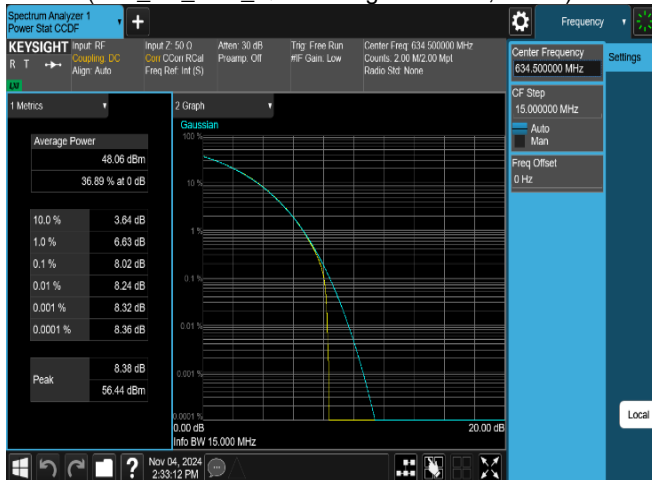 Spectrum Analyzer 1
Power Stat CCDF
Frequency
KEYSIGHT
R T
LXI
Input: RF
Coupling: DC
Align: Auto
Input Z: 50 Ω
Corr CCorr RCal
Freq Ref: Int (S)
Atten: 30 dB
Preamp: Off
Trig: Free Run
#IF Gain: Low
Center Freq: 634.500000 MHz
Counts: 2.00 M/2.00 Mpt
Radio Std: None
Center Frequency
634.500000 MHz
Settings
CF Step
15.000000 MHz
Auto
Man
Freq Offset
0 Hz
1 Metrics
Average Power
48.06 dBm
36.89 % at 0 dB
10.0 % 3.64 dB
1.0 % 6.63 dB
0.1 % 8.02 dB
0.01 % 8.24 dB
0.001 % 8.32 dB
0.0001 % 8.36 dB
Peak
8.38 dB
56.44 dBm
2 Graph
Gaussian
100 %
10 %
1 %
0.1 %
0.01 %
0.001 %
0.0001 %
0.00 dB 20.00 dB
Info BW 15.000 MHz
Local
Nov 04, 2024
2:33:12 PM